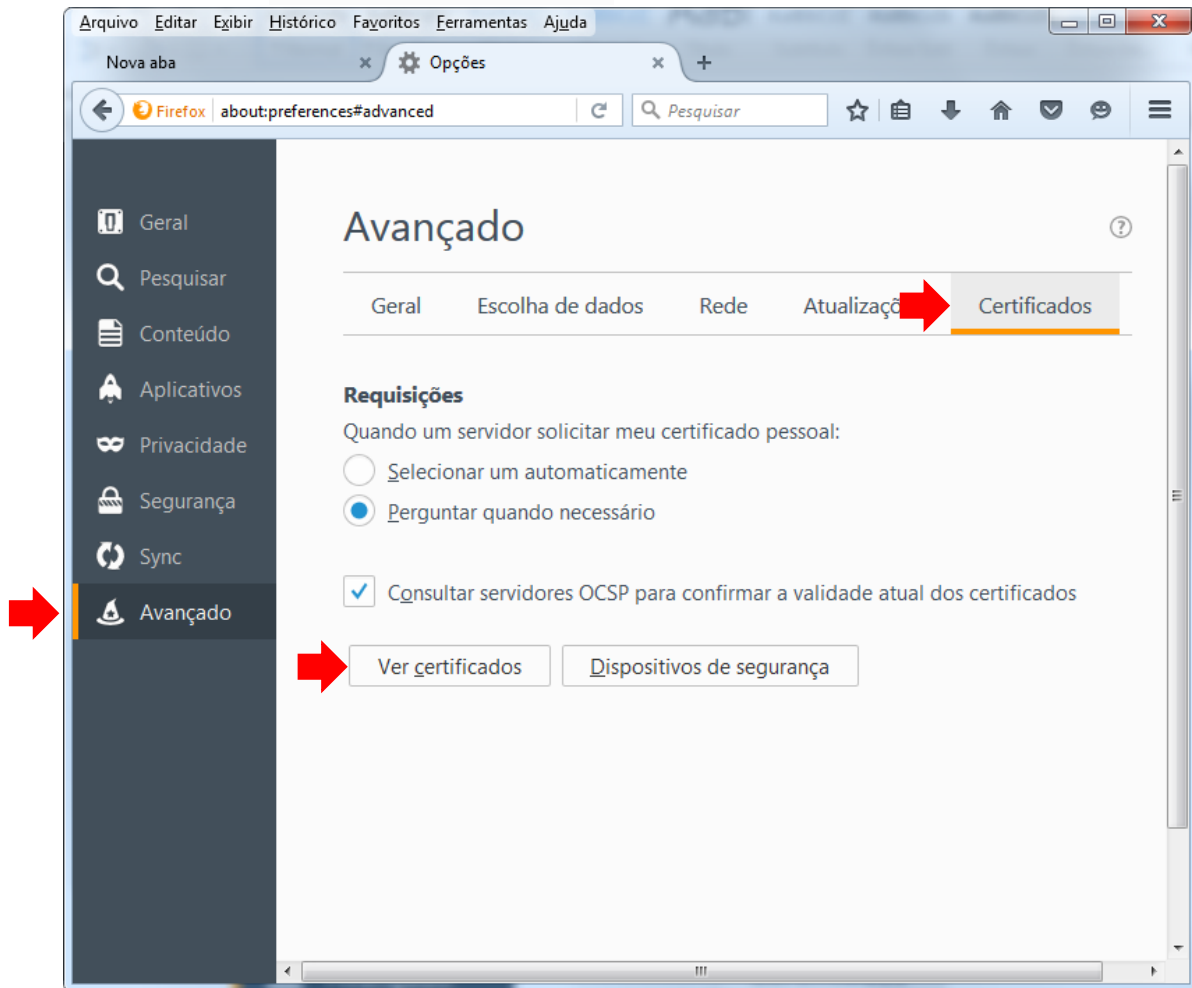 Arquivo Editar Exibir Histórico Favoritos Ferramentas Ajuda
Nova aba
Opções
Firefox about:preferences#advanced
Pesquisar
Geral
Pesquisar
Conteúdo
Aplicativos
Privacidade
Segurança
Sync
Avançado
Avançado
Geral Escolha de dados Rede Atualizaçõ Certificados
Requisições
Quando um servidor solicitar meu certificado pessoal:
Selecionar um automaticamente
Perguntar quando necessário
Consultar servidores OCSP para confirmar a validade atual dos certificados
Ver certificados Dispositivos de segurança